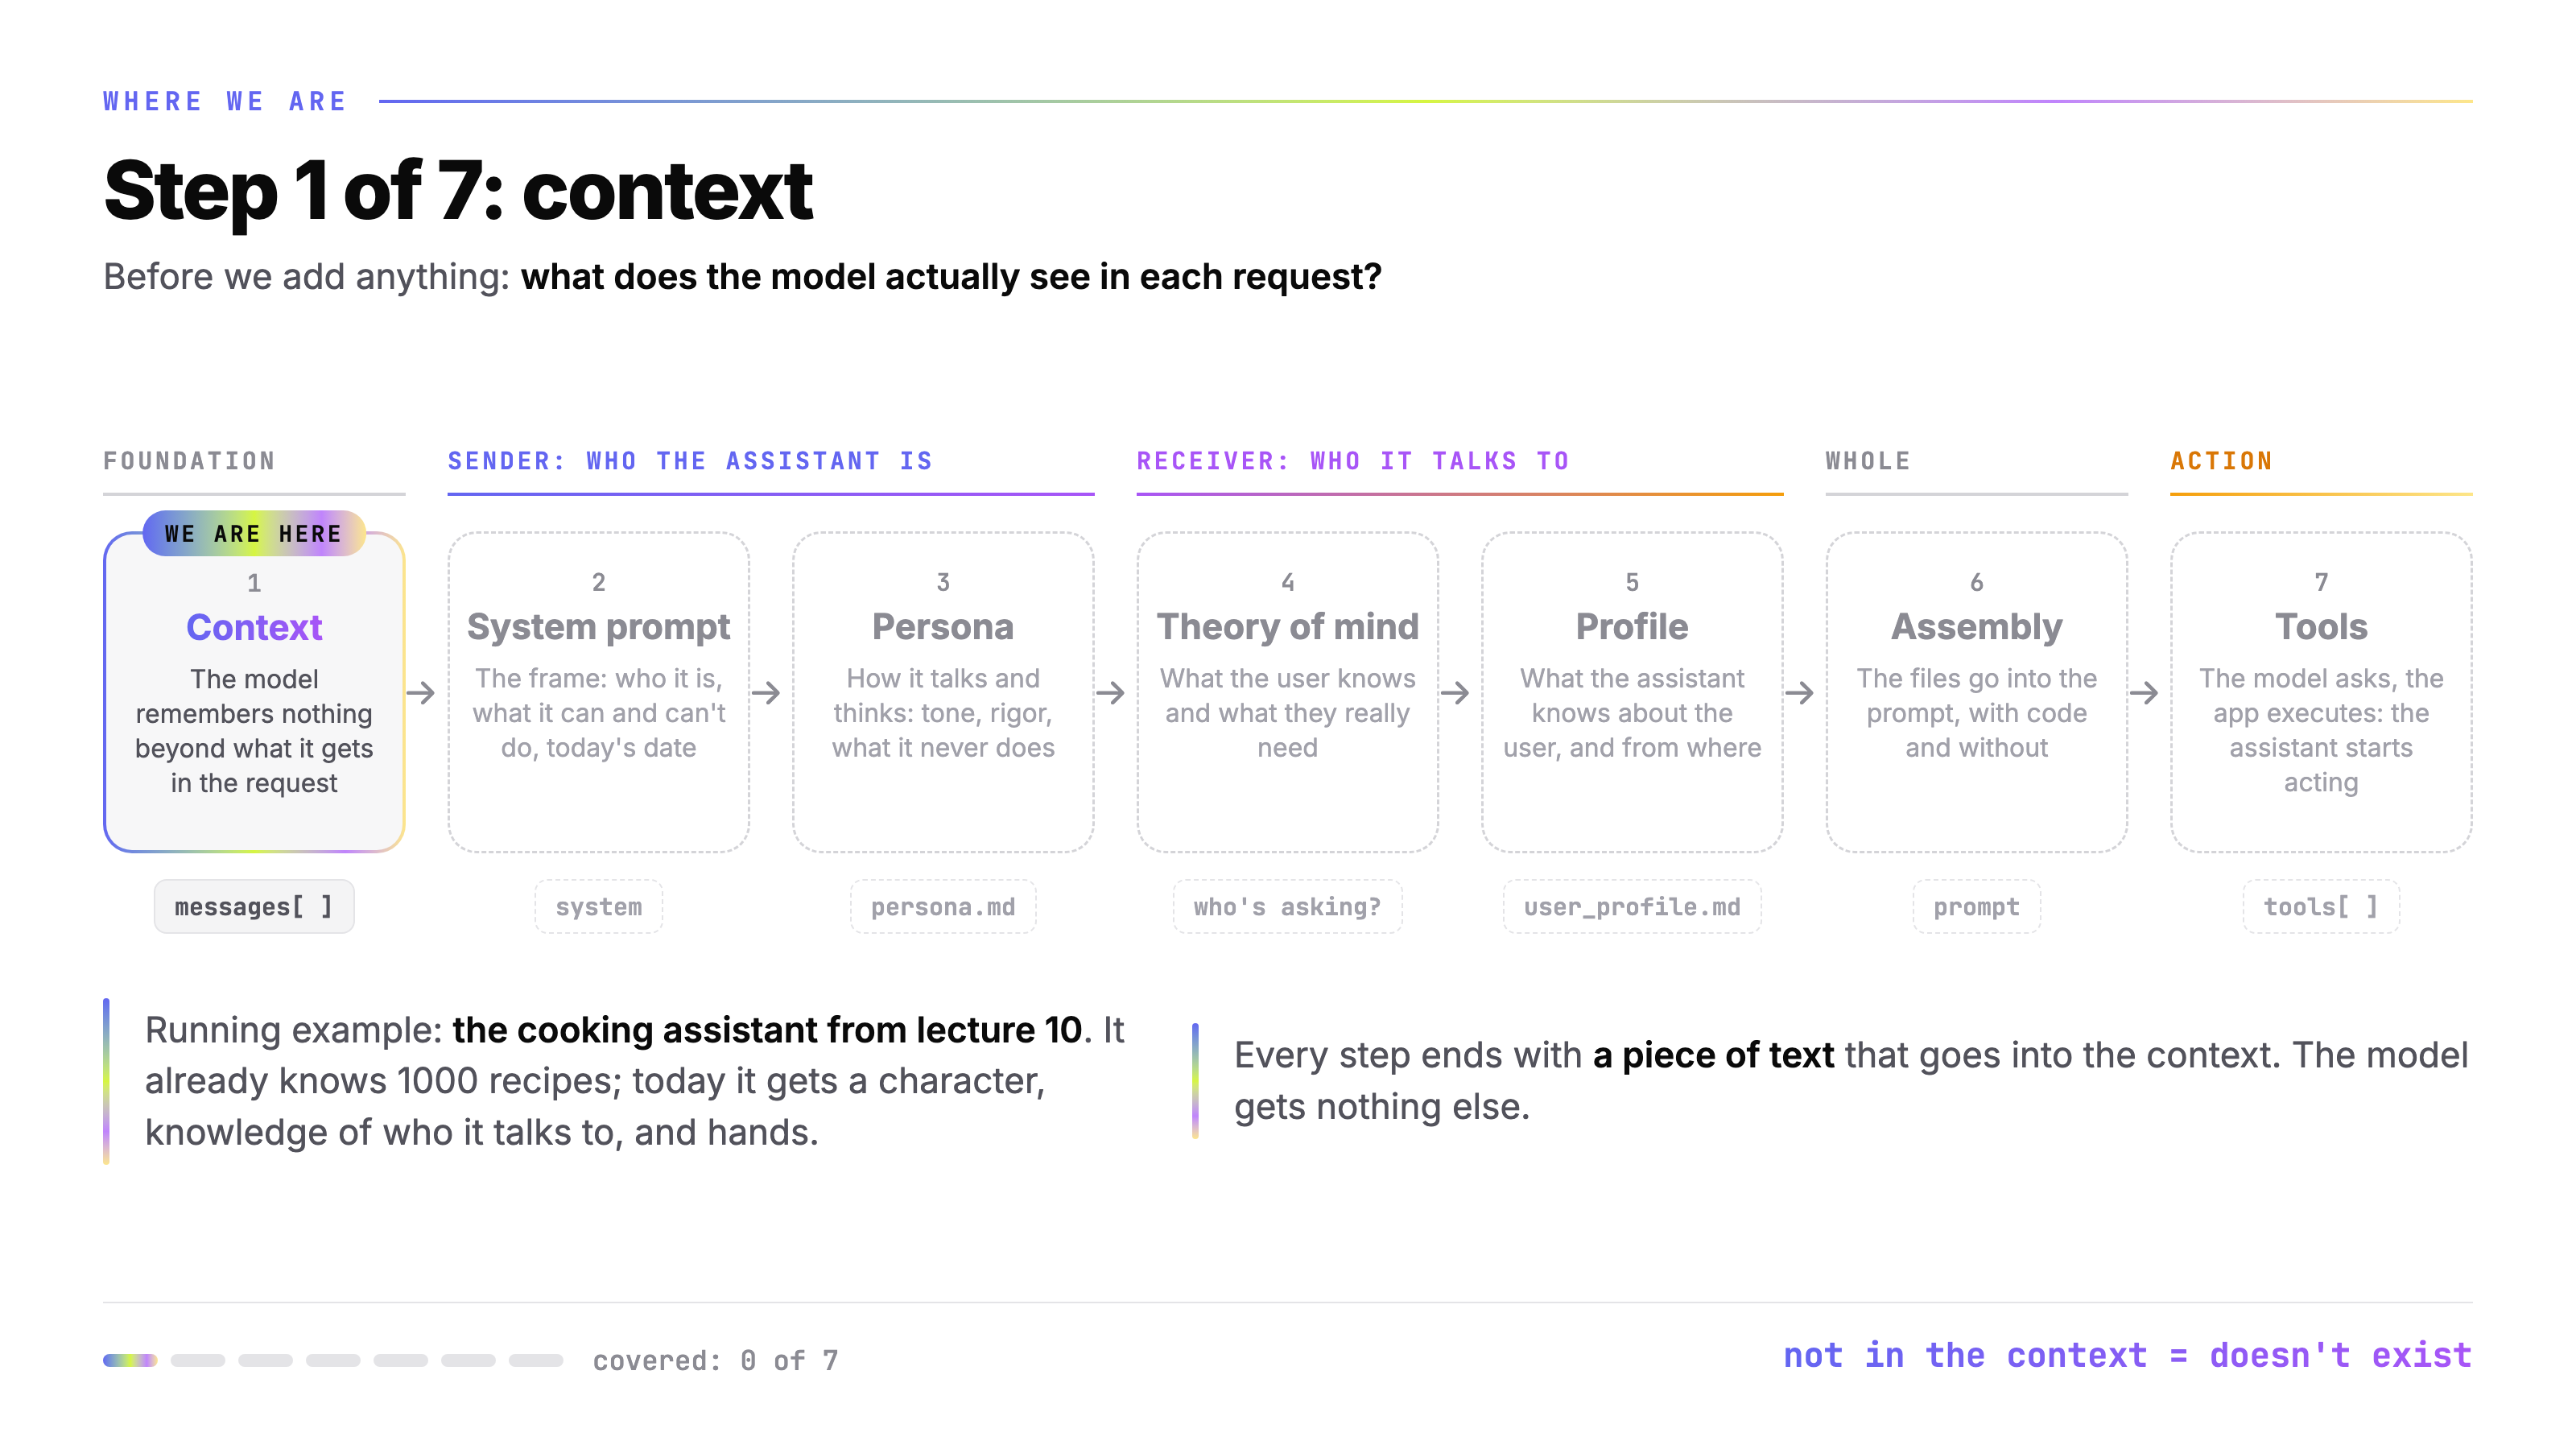 WHERE WE ARE
Step 1 of 7: context
Before we add anything: what does the model actually see in each request?
FOUNDATION
SENDER: WHO THE ASSISTANT IS
RECEIVER: WHO IT TALKS TO
WHOLE
ACTION
WE ARE HERE
1
Context
The model
remembers nothing
beyond what it gets
in the request
messages[ ]
2
System prompt
The frame: who it is,
what it can and can't
do, today's date
system
3
Persona
How it talks and
thinks: tone, rigor,
what it never does
persona.md
4
Theory of mind
What the user knows
and what they really
need
who's asking?
5
Profile
What the assistant
knows about the
user, and from where
user_profile.md
6
Assembly
The files go into the
prompt, with code
and without
prompt
7
Tools
The model asks, the
app executes: the
assistant starts
acting
tools[ ]
Running example: the cooking assistant from lecture 10. It
already knows 1000 recipes; today it gets a character,
knowledge of who it talks to, and hands.
Every step ends with a piece of text that goes into the context. The model
gets nothing else.
covered: 0 of 7
not in the context = doesn't exist